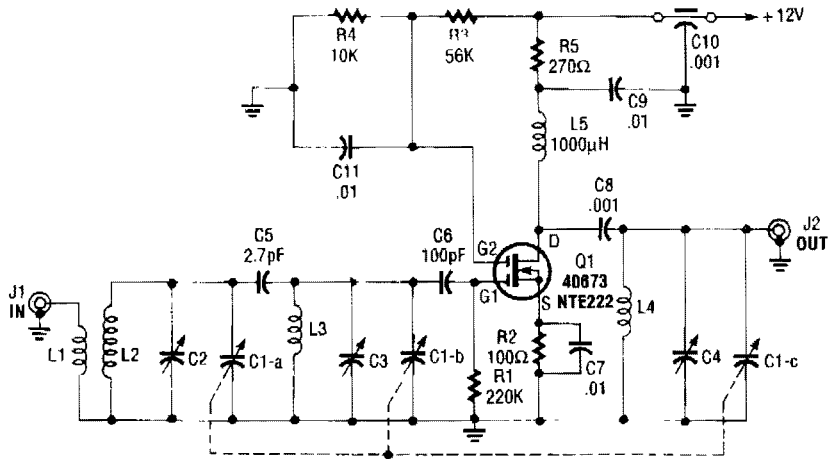 R4
10K
R3
56K
R5
270Ω
C10
.001
+12V
C9
.01
L5
1000μH
C11
.01
C8
.001
J2
OUT
C5
2.7pF
C6
100pF
G2
D
Q1
40673
NTE222
G1
S
J1
IN
L1
L2
C2
C1-a
L3
C3
C1-b
R2
100Ω
R1
220K
C7
.01
L4
C4
C1-c